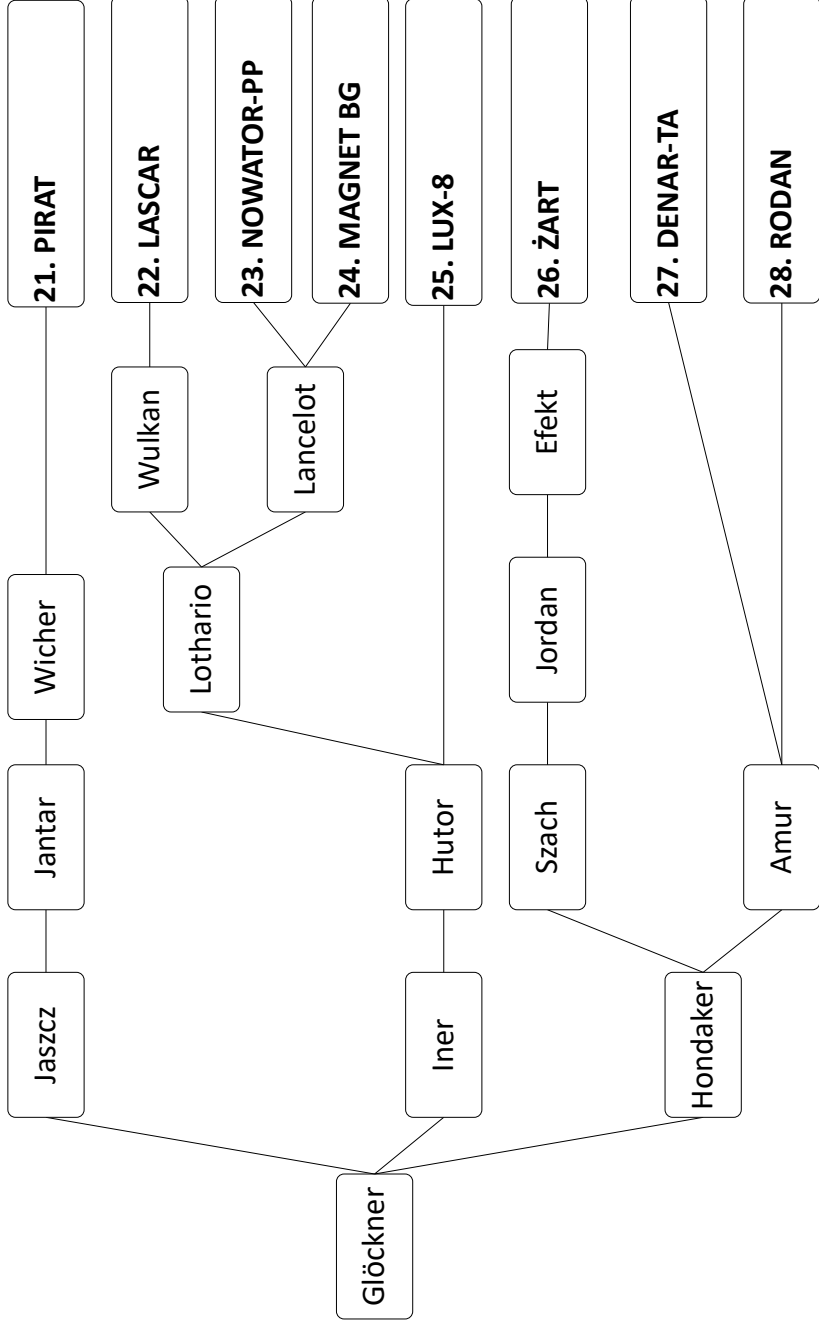 Glöckner
Jaszcz
Jantar
Wicher
21. PIRAT
Iner
Hutor
Lothario
Wulkan
22. LASCAR
Lancelot
23. NOWATOR-PP
24. MAGNET BG
25. LUX-8
Hondaker
Szach
Jordan
Efekt
26. ŻART
Amur
27. DENAR-TA
28. RODAN